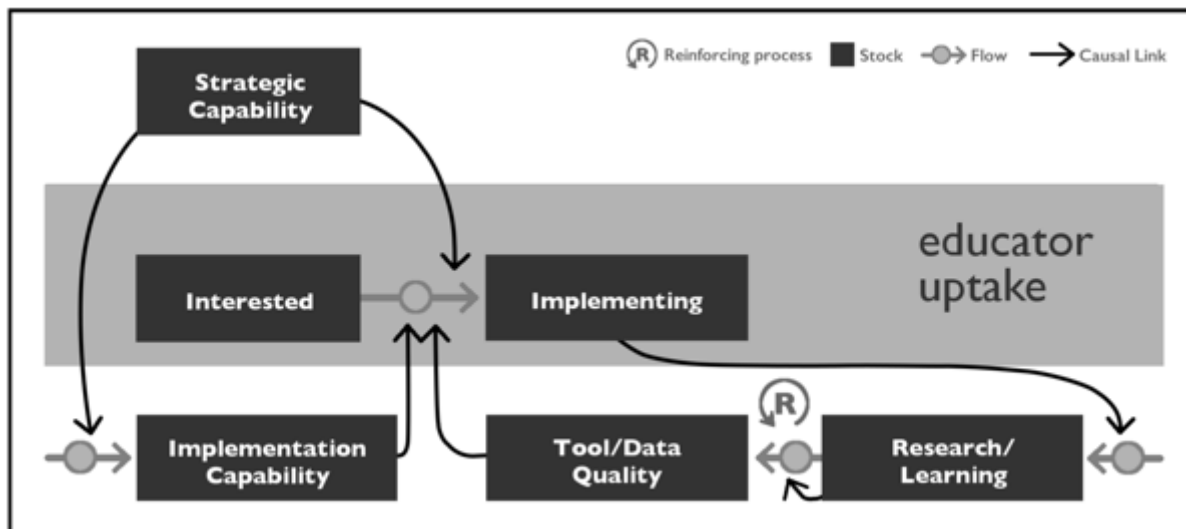 R Reinforcing process Stock Flow Causal Link
Strategic
Capability
educator
uptake
Interested
Implementing
R
Implementation
Capability
Tool/Data
Quality
Research/
Learning